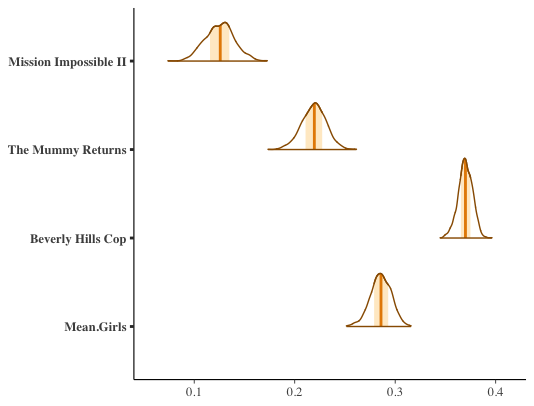 Mission Impossible II
The Mummy Returns
Beverly Hills Cop
Mean.Girls
0.1 0.2 0.3 0.4